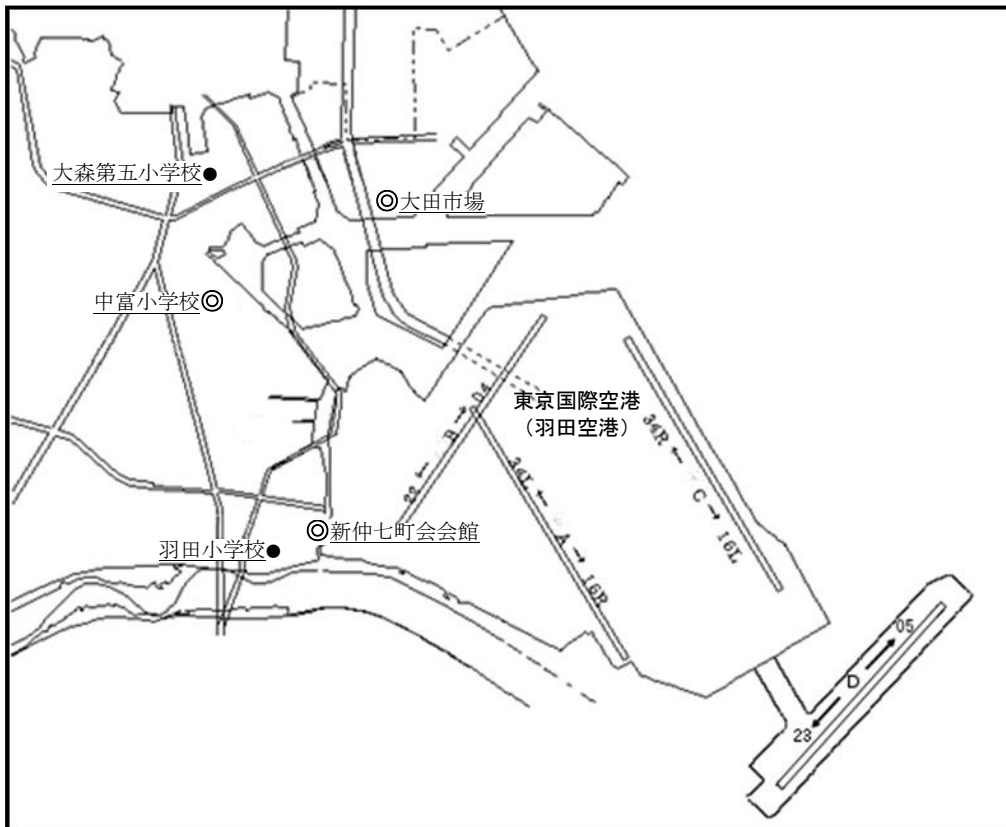 大森第五小学校●
◎大田市場
中富小学校◎
東京国際空港
（羽田空港）
22 ← B → 04
34L ← A → 16R
34R ← C → 16L
◎新仲七町会会館
羽田小学校●
05
D
23